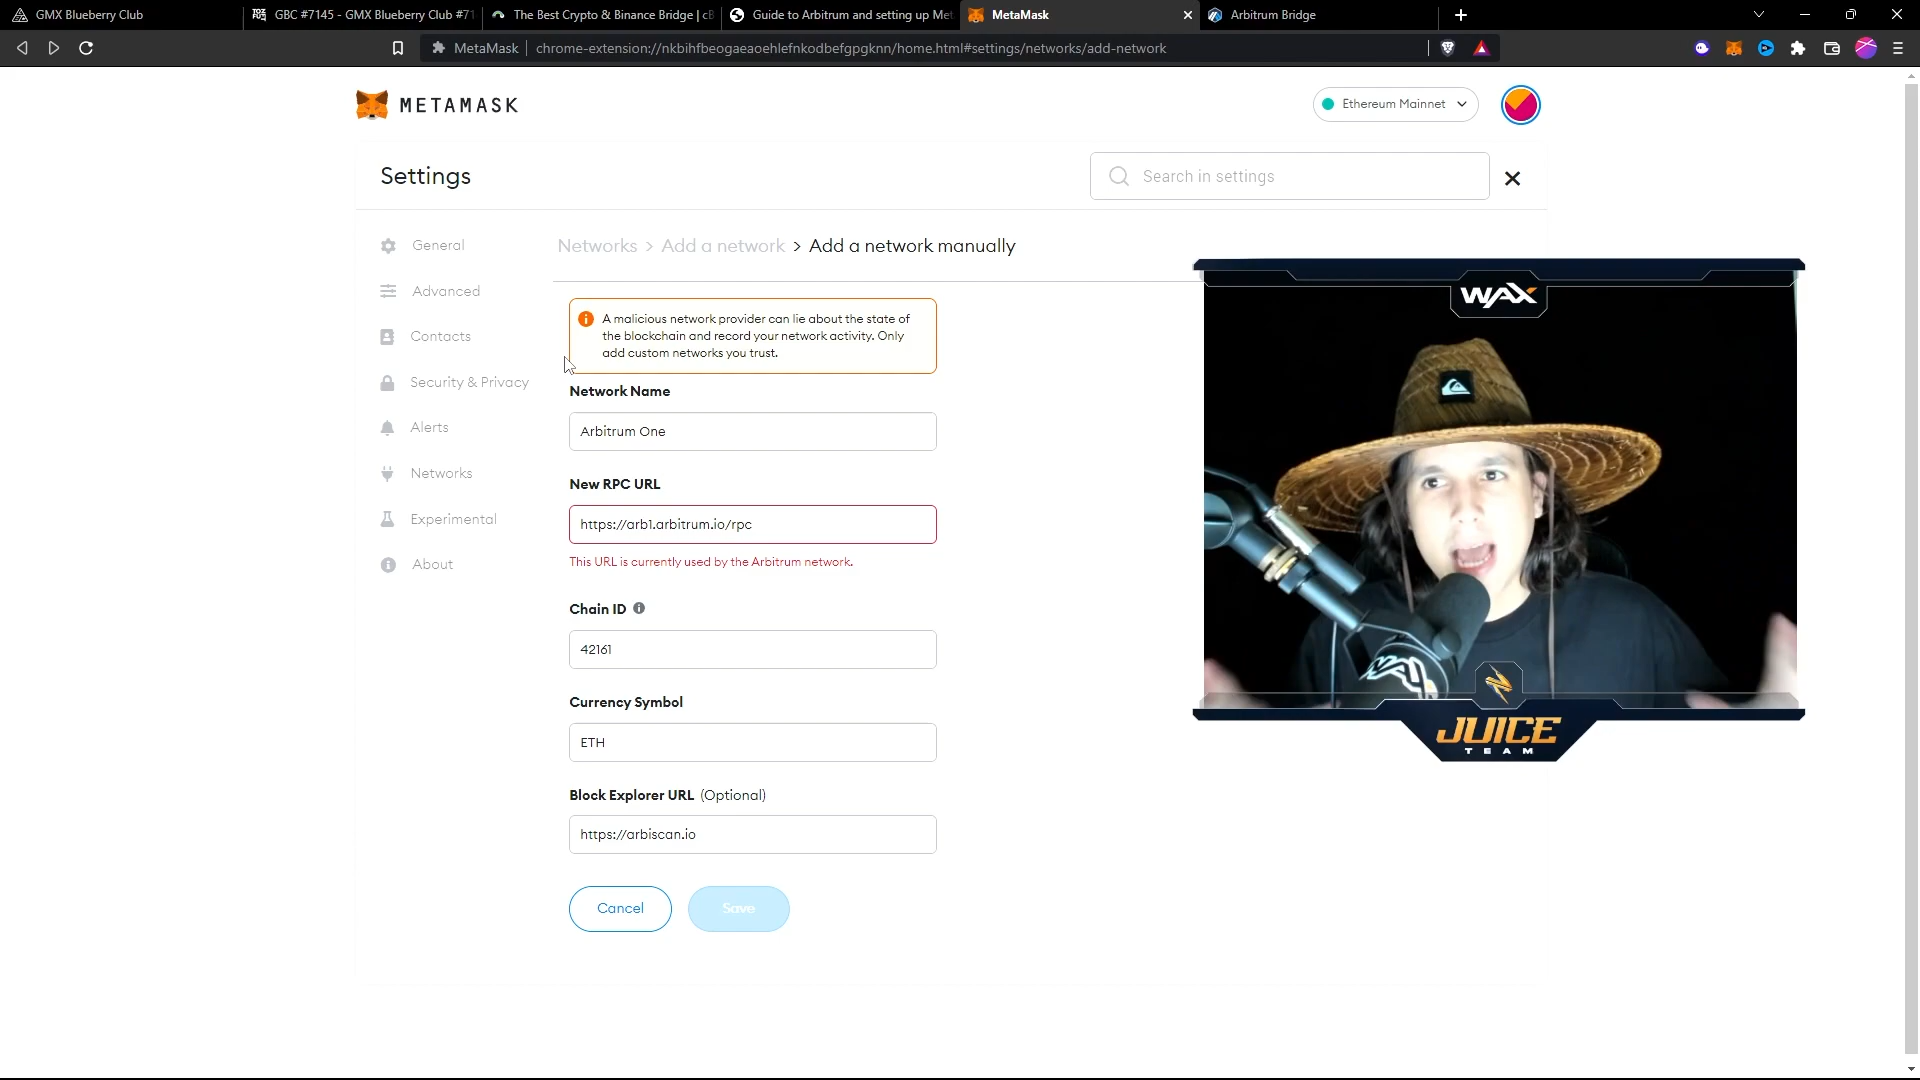 GMX Blueberry Club
GBC #7145 - GMX Blueberry Club #71
The Best Crypto & Binance Bridge | cB
Guide to Arbitrum and setting up Met
MetaMask
Arbitrum Bridge
MetaMask
chrome-extension://nkbihfbeogaeaoehlefnkodbefgpgknn/home.html#settings/networks/add-network
METAMASK
Ethereum Mainnet
Settings
Search in settings
General
Advanced
Contacts
Security & Privacy
Alerts
Networks
Experimental
About
Networks > Add a network > Add a network manually
A malicious network provider can lie about the state of
the blockchain and record your network activity. Only
add custom networks you trust.
Network Name
Arbitrum One
New RPC URL
https://arb1.arbitrum.io/rpc
This URL is currently used by the Arbitrum network.
Chain ID
42161
Currency Symbol
ETH
Block Explorer URL (Optional)
https://arbiscan.io
Cancel
Save
WAX
JUICE
TEAM